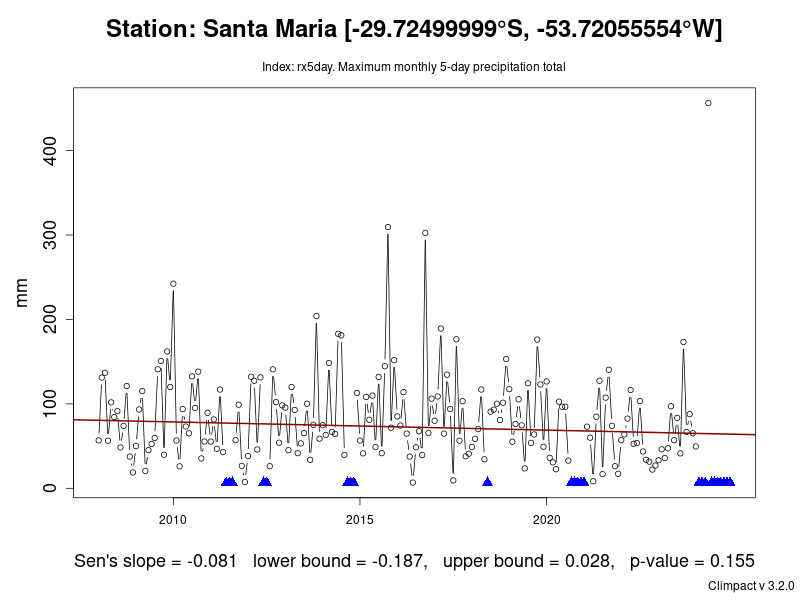 Station: Santa Maria [-29.72499999°S, -53.72055554°W]
Index: rx5day. Maximum monthly 5-day precipitation total
mm
400
300
200
100
0
2010 2015 2020
Sen's slope = -0.081 lower bound = -0.187, upper bound = 0.028, p-value = 0.155
Climpact v 3.2.0